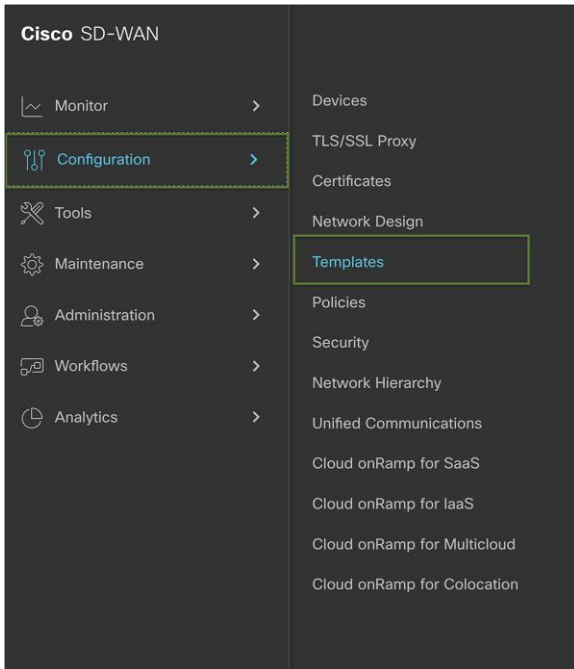 Cisco SD-WAN
Monitor
Configuration
Tools
Maintenance
Administration
Workflows
Analytics
Devices
TLS/SSL Proxy
Certificates
Network Design
Templates
Policies
Security
Network Hierarchy
Unified Communications
Cloud onRamp for SaaS
Cloud onRamp for IaaS
Cloud onRamp for Multicloud
Cloud onRamp for Colocation